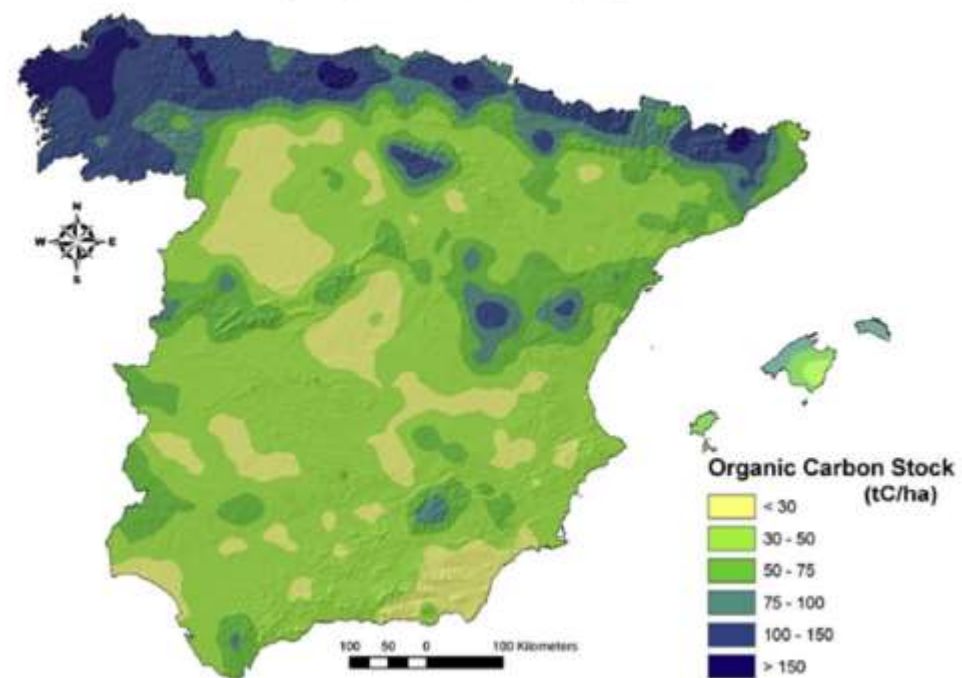 N
W E
S
Organic Carbon Stock
(tC/ha)
< 30
30 - 50
50 - 75
75 - 100
100 - 150
> 150
100 50 0 100 Kilometers